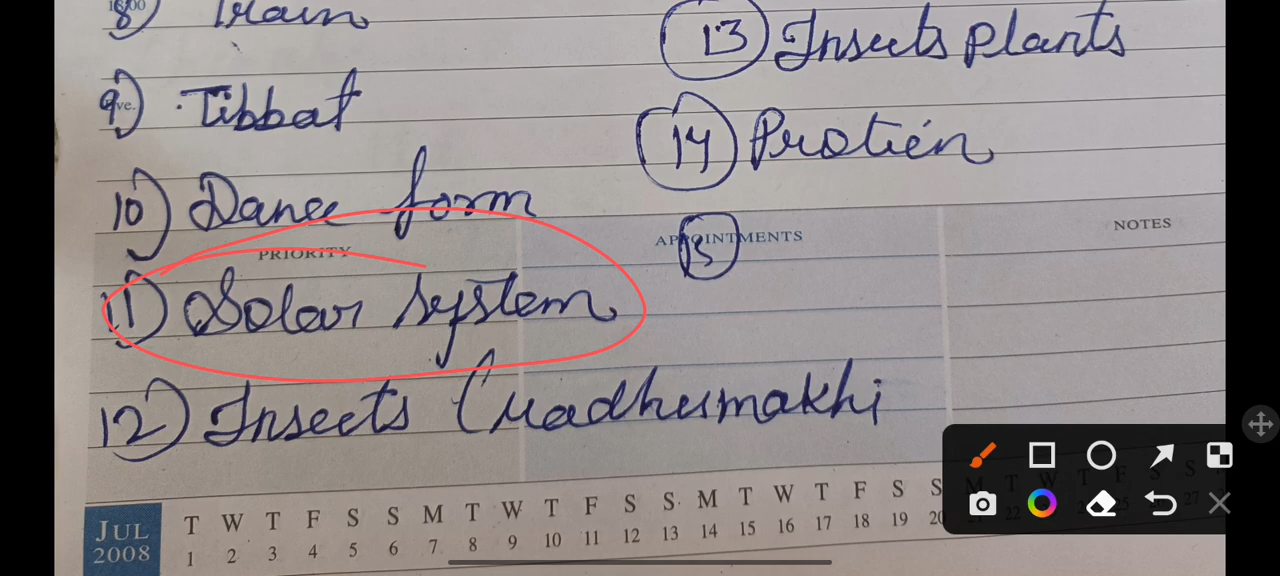 8) Train
9) Tibbat
10) Dance form
PRIORITY
11) Solar System
12) Insects (Madhumakhi
13) Insects plants
14) Protien
APPOINTMENTS
15
NOTES
JUL 2008
T W T F S S M T W T F S S M T W T F S S
1 2 3 4 5 6 7 8 9 10 11 12 13 14 15 16 17 18 19 20